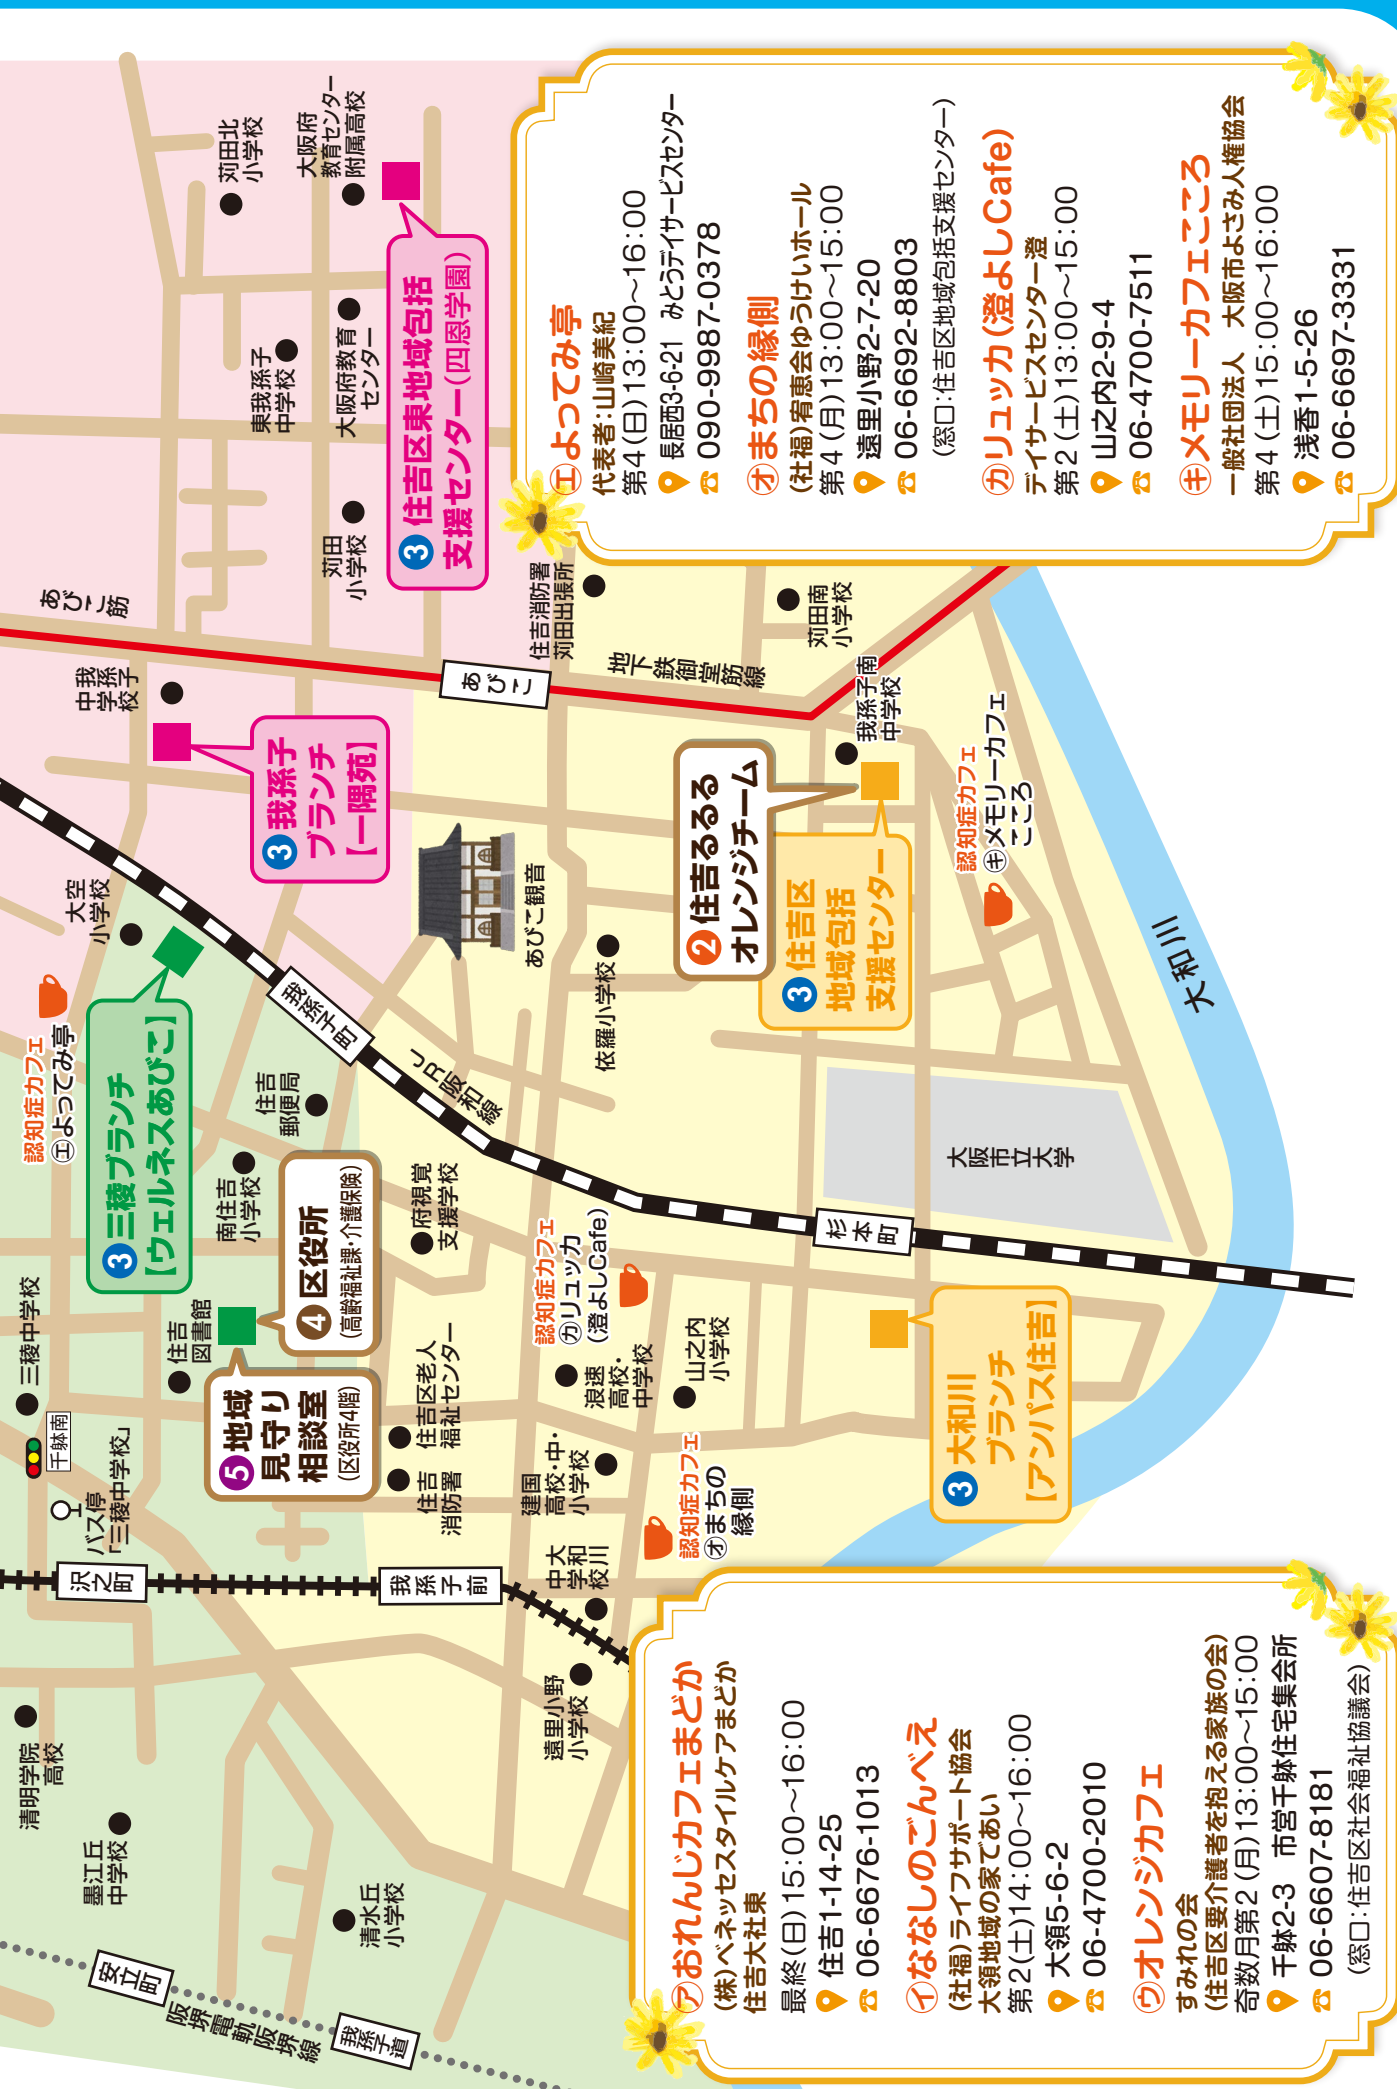 清明学院
高校
墨江丘
中学校
清水丘
小学校
安立町
阪堺電軌阪堺線
我孫子道
沢之町
我孫子前
バス停
「三稜中学校」
千躰南
三稜中学校
住吉
図書館
❺地域
見守り
相談室
(区役所4階)
❹区役所
(高齢福祉課・介護保険)
南住吉
小学校
住吉
郵便局
認知症カフェ
㋓よってみ亭
❸三稜ブランチ
【ウェルネスあびこ】
大空
小学校
我孫子
中学校
❸我孫子
ブランチ
【一隅苑】
あびこ筋
苅田
小学校
東我孫子
中学校
大阪府教育
センター
苅田北
小学校
大阪府
教育センター
附属高校
❸住吉区東地域包括
支援センター(四恩学園)
我孫子町
JR阪和線
あびこ観音
あびこ
地下鉄御堂筋線
住吉消防署
苅田出張所
苅田南
小学校
我孫子南
中学校
住吉
消防署
住吉区老人
福祉センター
府視覚
支援学校
建国
高校・中・
小学校
浪速
高校・
中学校
認知症カフェ
㋕リュッカ
(澄よしCafe)
山之内
小学校
依羅小学校
❷住吉るるる
オレンジチーム
❸住吉区
地域包括
支援センター
大和川
中学校
遠里小野
小学校
認知症カフェ
㋔まちの
縁側
杉本町
大阪市立大学
❸大和川
ブランチ
【アンパス住吉】
認知症カフェ
㋖メモリーカフェ
こころ
大和川
㋐おれんじカフェまどか
(株)ベネッセスタイルケアまどか
住吉大社東
最終(日)15:00〜16:00
住吉1-14-25
06-6676-1013
㋑ななしのごんべえ
(社福)ライフサポート協会
大領地域の家であい
第2(土)14:00〜16:00
大領5-6-2
06-4700-2010
㋒オレンジカフェ
すみれの会
(住吉区要介護者を抱える家族の会)
奇数月第2(月)13:00〜15:00
千躰2-3 市営千躰住宅集会所
06-6607-8181
(窓口:住吉区社会福祉協議会)
㋓よってみ亭
代表者:山崎美紀
第4(日)13:00〜16:00
長居西3-6-21 みとうデイサービスセンター
090-9987-0378
㋔まちの縁側
(社福)宥恵会ゆうけいホール
第4(月)13:00〜15:00
遠里小野2-7-20
06-6692-8803
(窓口:住吉区地域包括支援センター)
㋕リュッカ(澄よしCafe)
デイサービスセンター澄
第2(土)13:00〜15:00
山之内2-9-4
06-4700-7511
㋖メモリーカフェこころ
一般社団法人 大阪市よさみ人権協会
第4(土)15:00〜16:00
浅香1-5-26
06-6697-3331